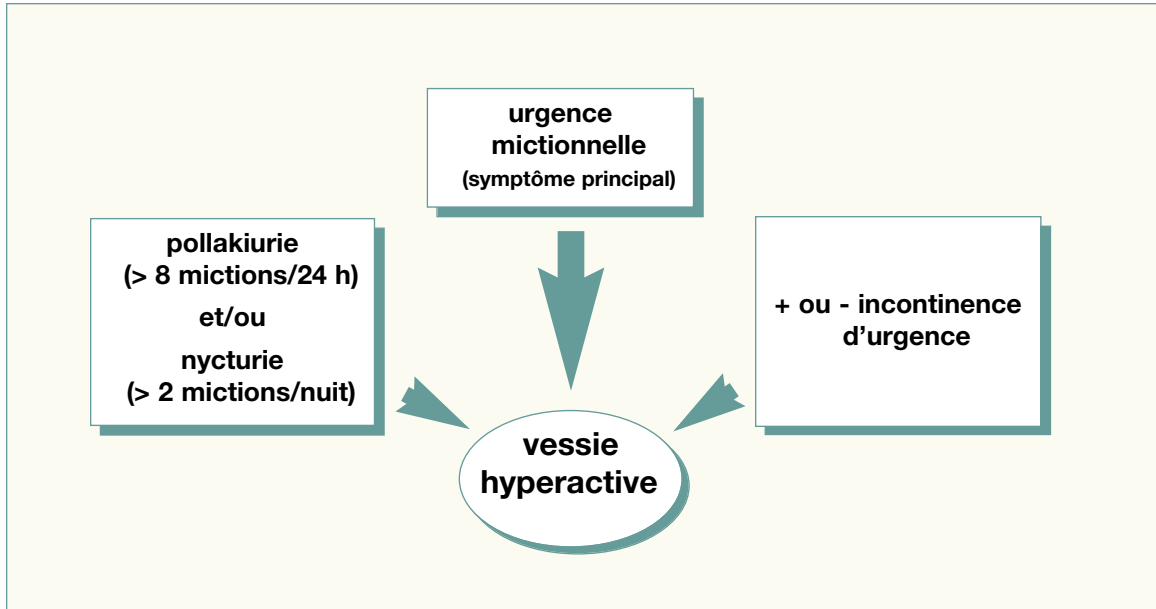 urgence
mictionnelle
(symptôme principal)
pollakiurie
(> 8 mictions/24 h)
et/ou
nycturie
(> 2 mictions/nuit)
+ ou - incontinence
d’urgence
vessie
hyperactive